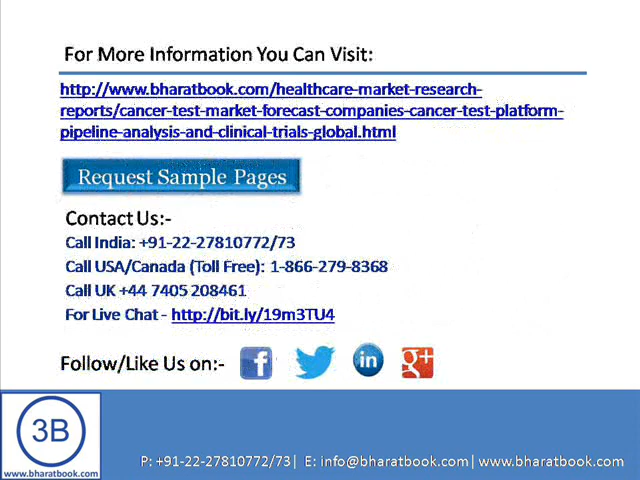 For More Information You Can Visit:
http://www.bharatbook.com/healthcare-market-research-
reports/cancer-test-market-forecast-companies-cancer-test-platform-
pipeline-analysis-and-clinical-trials-global.html
Request Sample Pages
Contact Us:-
Call India: +91-22-27810772/73
Call USA/Canada (Toll Free): 1-866-279-8368
Call UK +44 7405 208461
For Live Chat - http://bit.ly/19m3TU4
Follow/Like Us on:-
f
in
g+
3B
www.bharatbook.com
P: +91-22-27810772/73| E: info@bharatbook.com| www.bharatbook.com